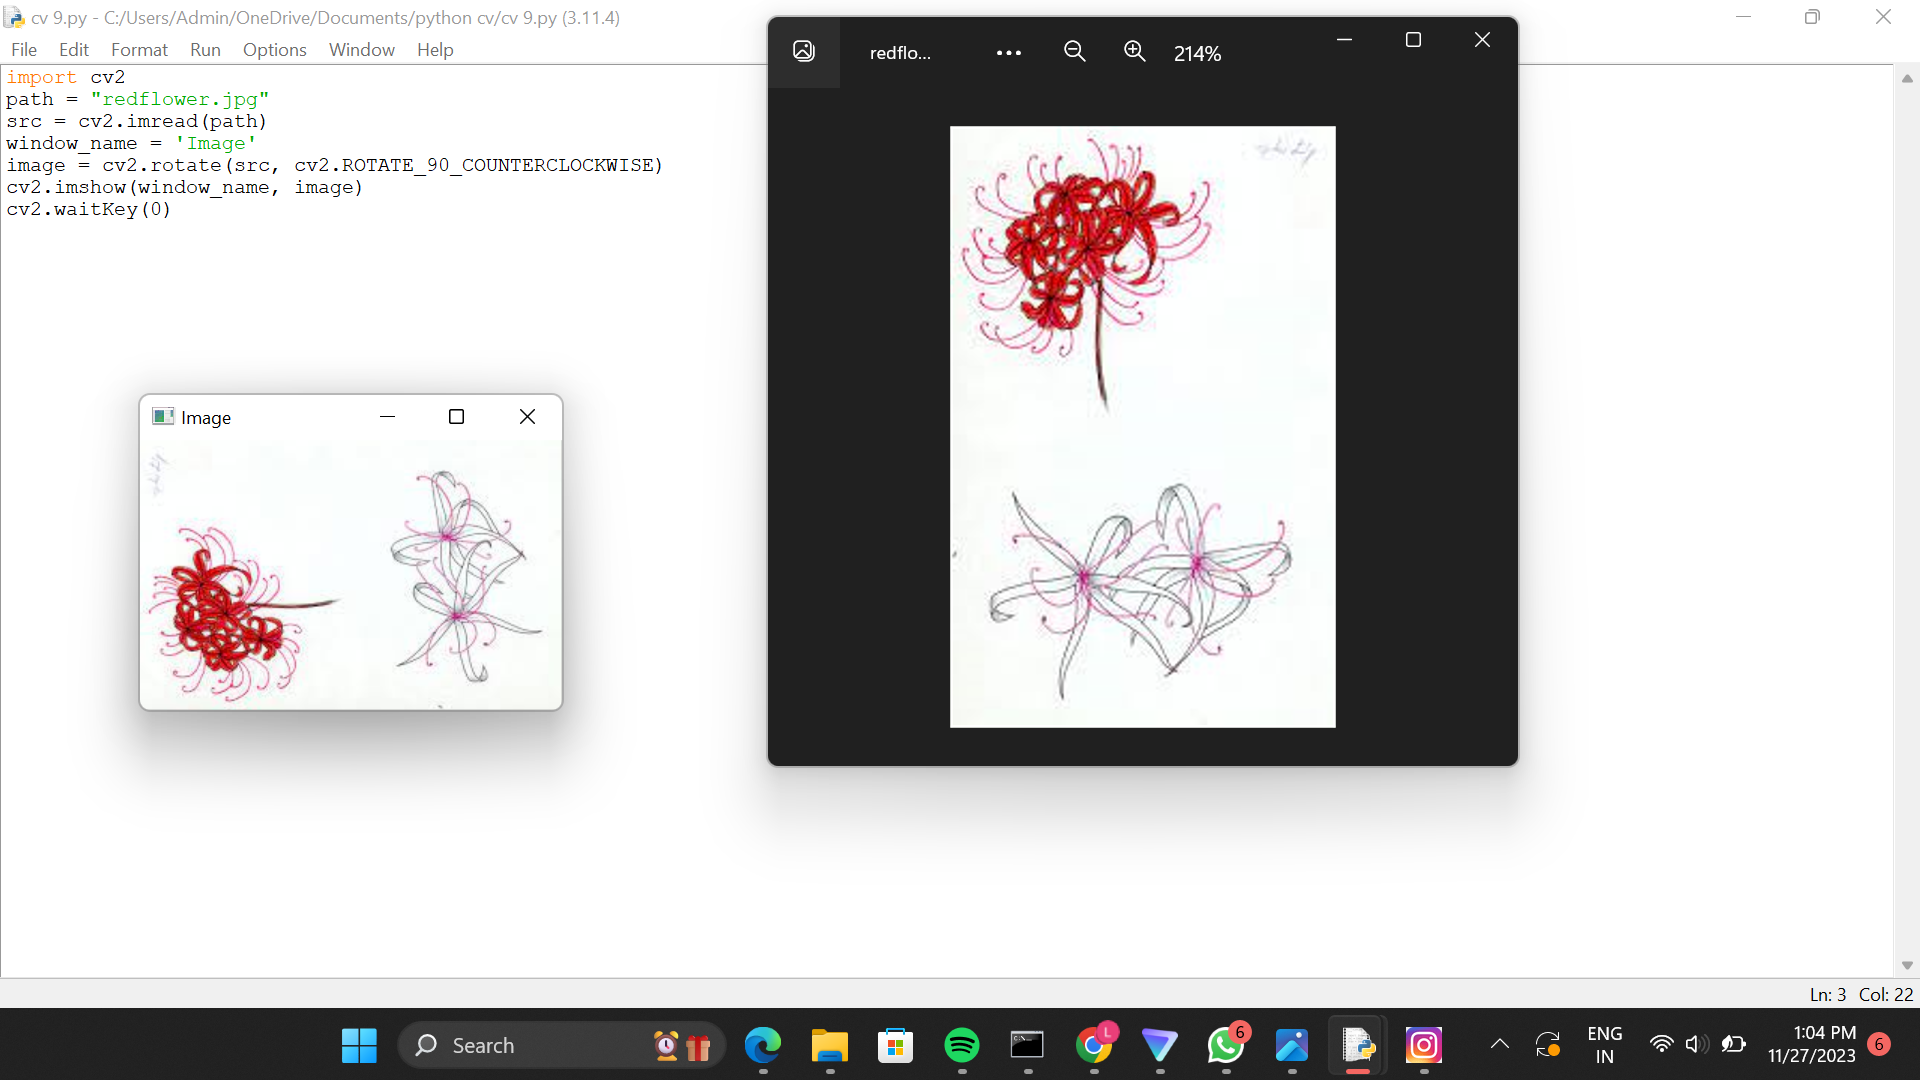 cv 9.py - C:/Users/Admin/OneDrive/Documents/python cv/cv 9.py (3.11.4)
File Edit Format Run Options Window Help
import cv2
path = "redflower.jpg"
src = cv2.imread(path)
window_name = 'Image'
image = cv2.rotate(src, cv2.ROTATE_90_COUNTERCLOCKWISE)
cv2.imshow(window_name, image)
cv2.waitKey(0)
Image
redflo...
214%
Ln: 3 Col: 22
Search
L
6
ENG
IN
1:04 PM
11/27/2023
6